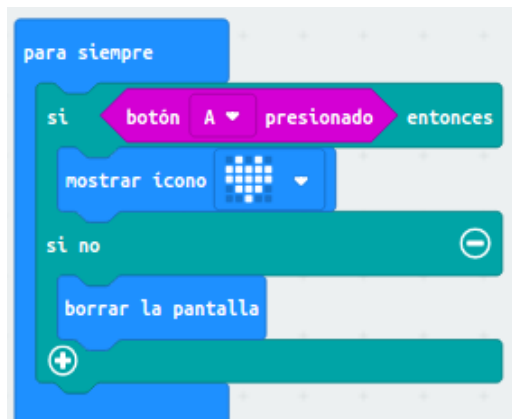 para siempre
si botón A presionado entonces
mostrar ícono
si no
borrar la pantalla